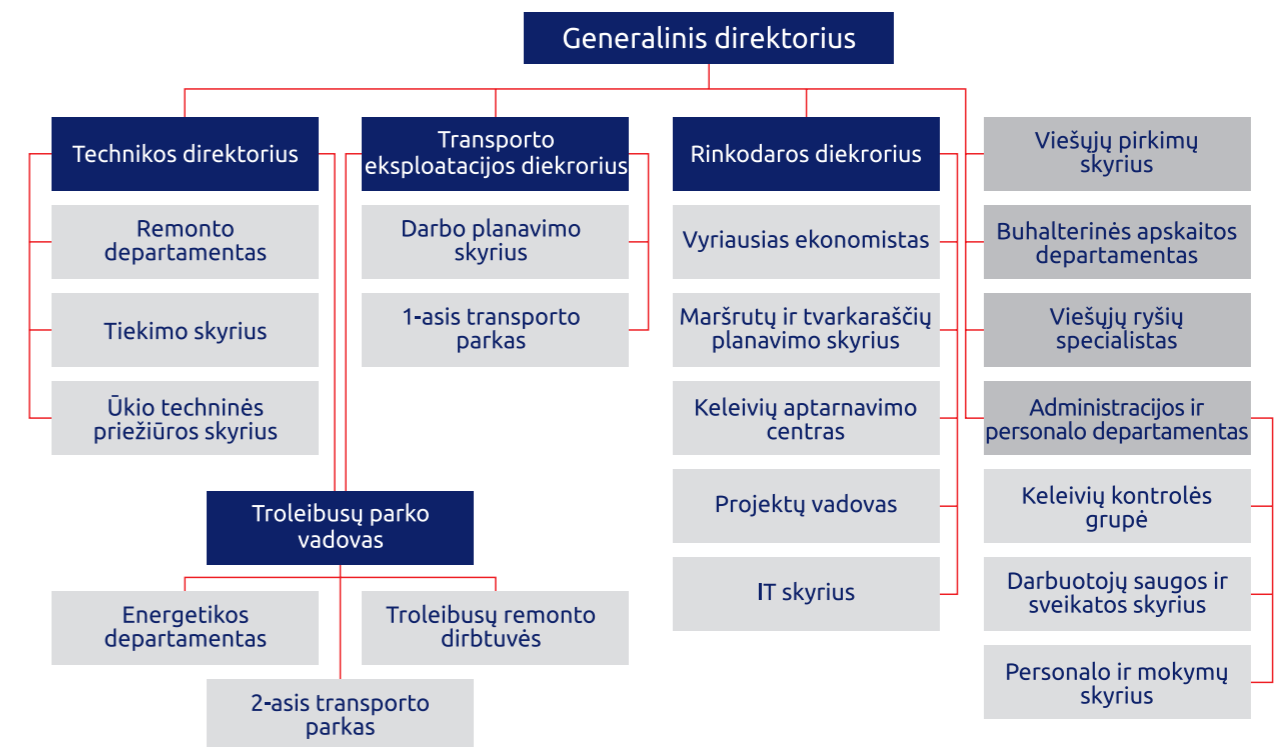 Generalinis direktorius
Technikos direktorius
Remonto
departamentas
Tiekimo skyrius
Ūkio techninės
priežiūros skyrius
Transporto
eksploatacijos diekrorius
Darbo planavimo
skyrius
1-asis transporto
parkas
Troleibusų parko
vadovas
Energetikos
departamentas
Troleibusų remonto
dirbtuvės
2-asis transporto
parkas
Rinkodaros diekrorius
Vyriausias ekonomistas
Maršrutų ir tvarkaraščių
planavimo skyrius
Keleivių aptarnavimo
centras
Projektų vadovas
IT skyrius
Viešųjų pirkimų
skyrius
Buhalterinės apskaitos
departamentas
Viešųjų ryšių
specialistas
Administracijos ir
personalo departamentas
Keleivių kontrolės
grupė
Darbuotojų saugos ir
sveikatos skyrius
Personalo ir mokymų
skyrius